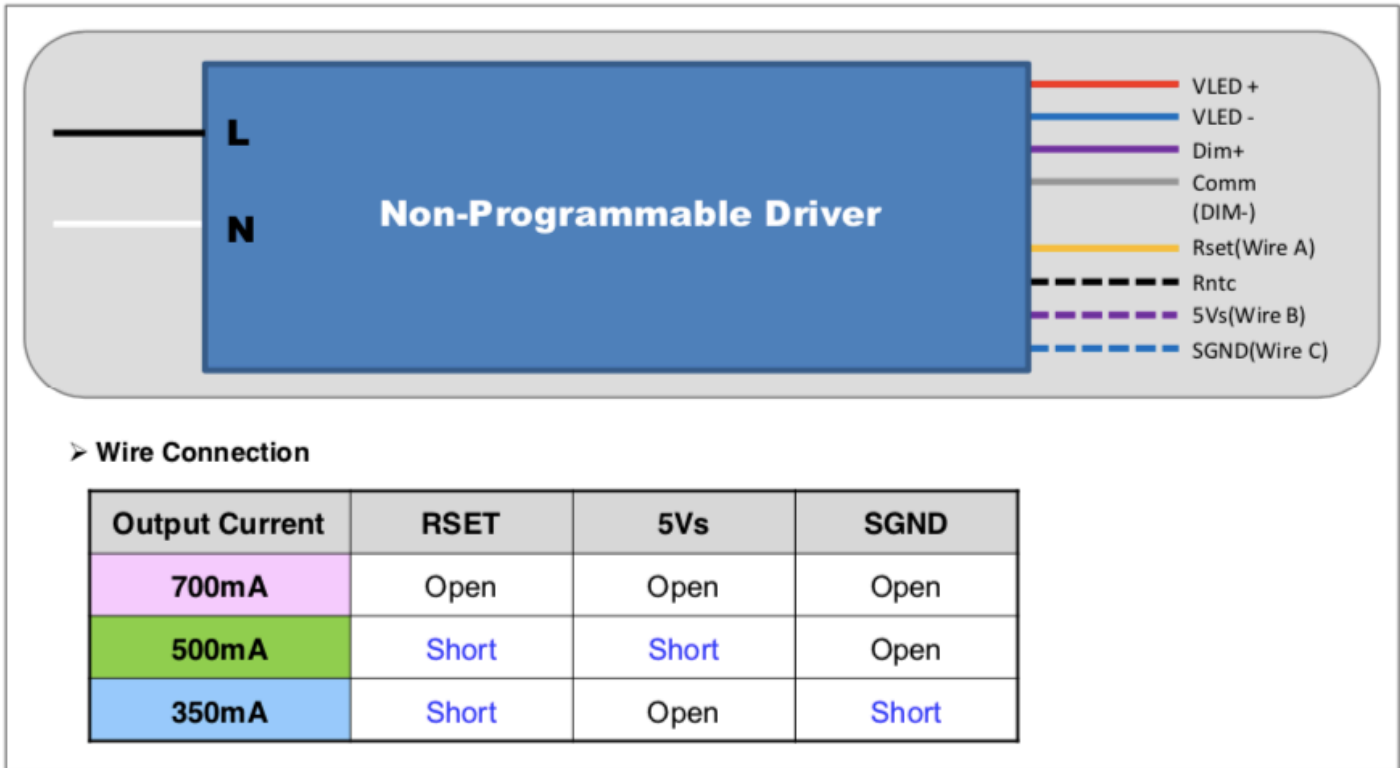 L
N
Non-Programmable Driver
VLED +
VLED -
Dim+
Comm
(DIM-)
Rset(Wire A)
Rntc
5Vs(Wire B)
SGND(Wire C)
➢ Wire Connection
Output Current RSET 5Vs SGND
700mA Open Open Open
500mA Short Short Open
350mA Short Open Short